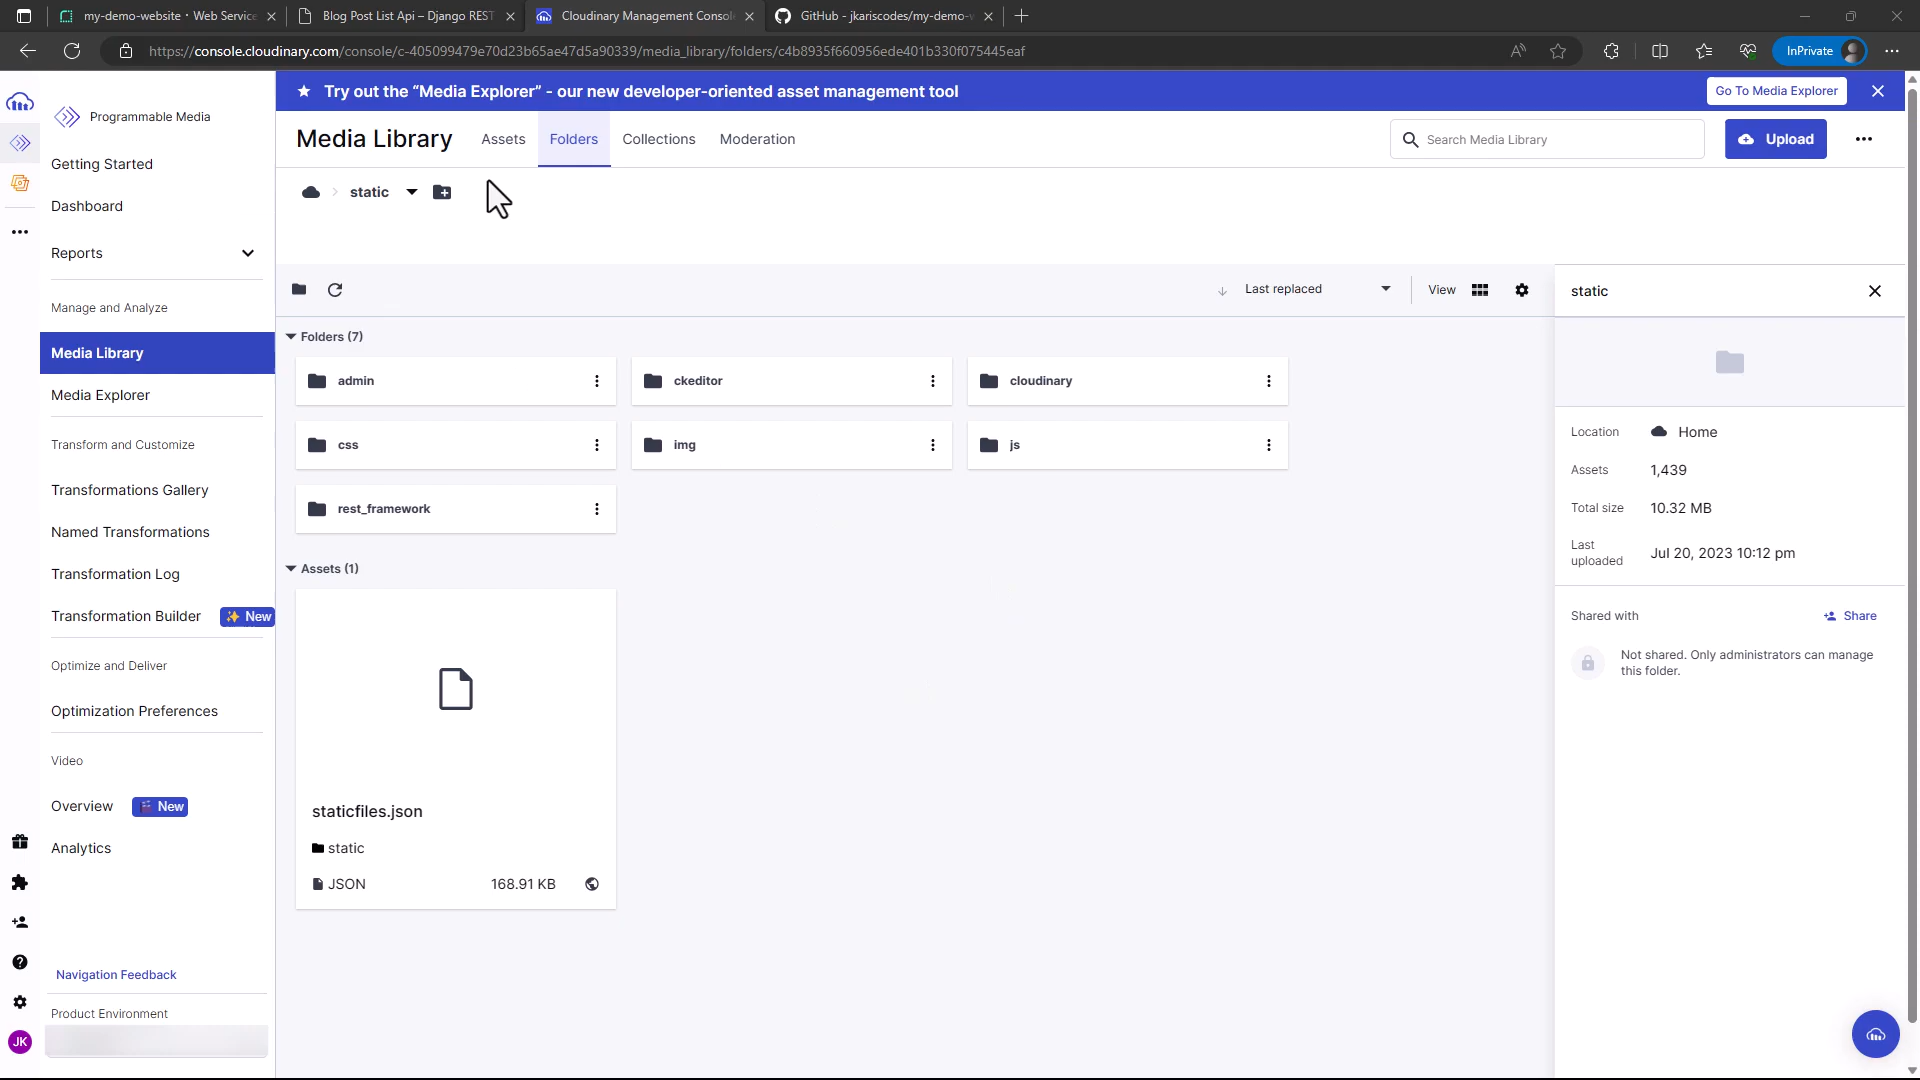 my-demo-website · Web Service
Blog Post List Api – Django REST
Cloudinary Management Console
GitHub - jkariscodes/my-demo-w
https://console.cloudinary.com/console/c-405099479e70d23b65ae47d5a90339/media_library/folders/c4b8935f660956ede401b330f075445eaf
InPrivate
Try out the “Media Explorer” - our new developer-oriented asset management tool
Go To Media Explorer
Programmable Media
Getting Started
Dashboard
Reports
Manage and Analyze
Media Library
Media Explorer
Transform and Customize
Transformations Gallery
Named Transformations
Transformation Log
Transformation Builder
New
Optimize and Deliver
Optimization Preferences
Video
Overview
New
Analytics
Navigation Feedback
Product Environment
JK
Media Library
Assets
Folders
Collections
Moderation
Search Media Library
Upload
static
Last replaced
View
Folders (7)
admin
ckeditor
cloudinary
css
img
js
rest_framework
Assets (1)
staticfiles.json
static
JSON
168.91 KB
static
Location
Home
Assets
1,439
Total size
10.32 MB
Last
uploaded
Jul 20, 2023 10:12 pm
Shared with
Share
Not shared. Only administrators can manage
this folder.